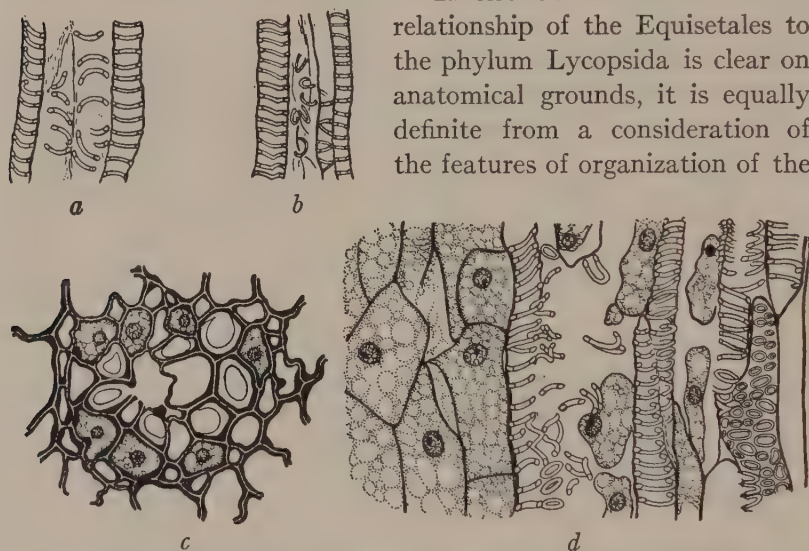 relationship of the Equisetales to
the phylum Lycopsida is clear on
anatomical grounds, it is equally
definite from a consideration of
the features of organization of the
a
b
c
d